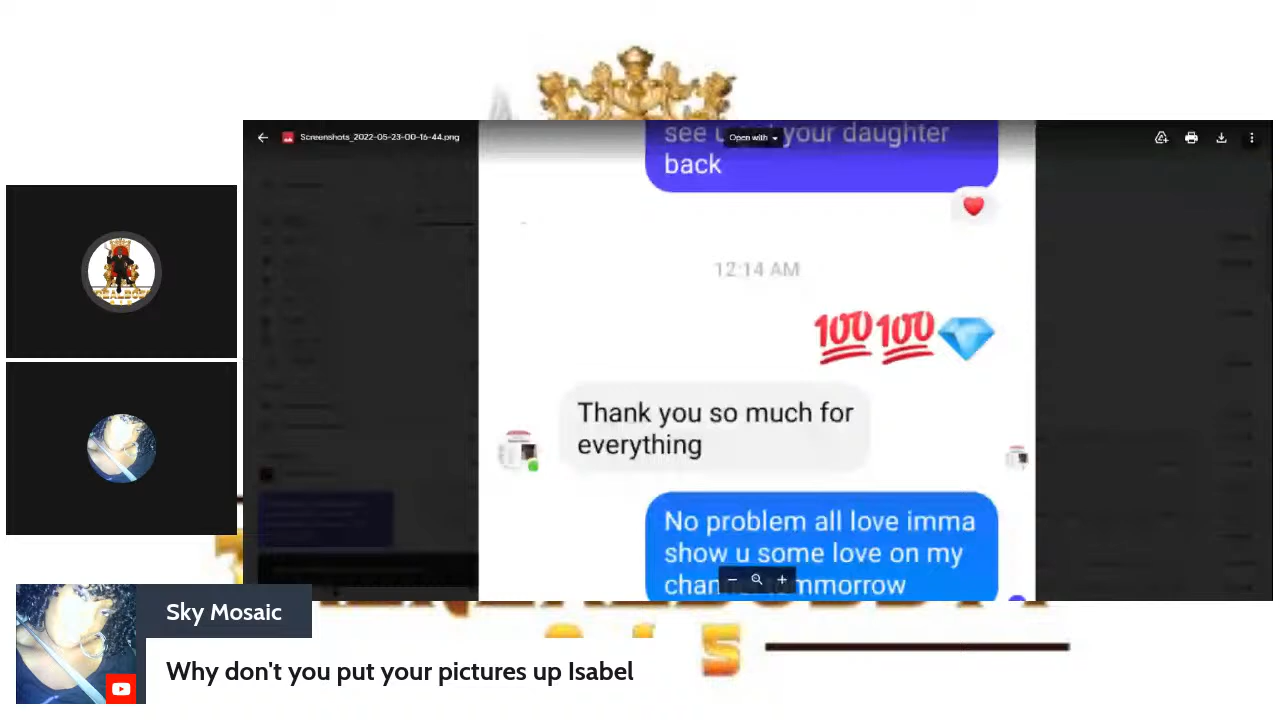 Screenshots_2022-05-23-00-16-44.png
Open with
see your daughter
back
12:14 AM
Thank you so much for
everything
No problem all love imma
show u some love on my
mmorrow
Sky Mosaic
Why don't you put your pictures up Isabel